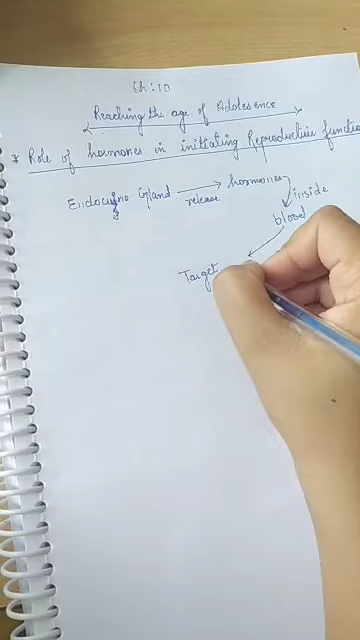 Ch:10
Reaching the age of Adolesence
* Role of hormones in initiating Reproductive function
Endocrine Gland → hormones
release
inside
blood
Target